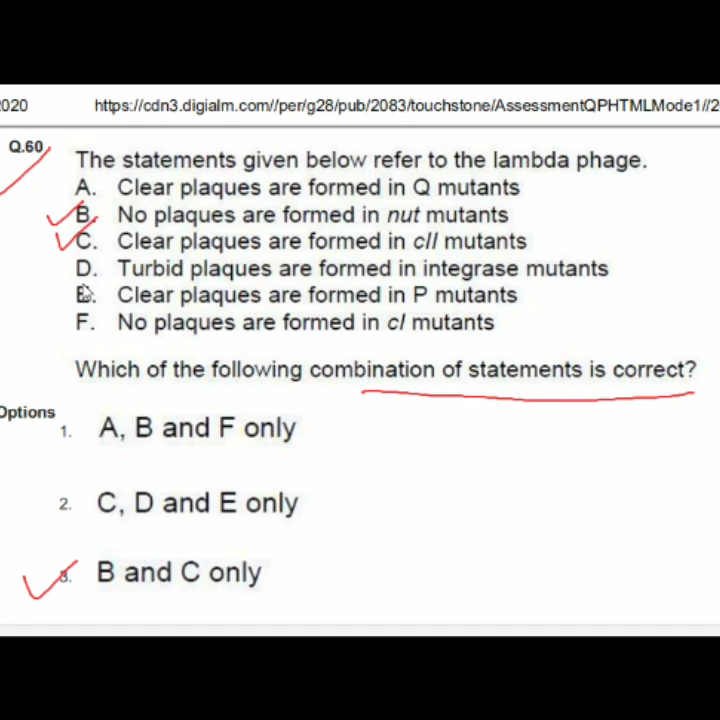 020 https://cdn3.digialm.com//per/g28/pub/2083/touchstone/AssessmentQPHTMLMode1//2
Q.60
The statements given below refer to the lambda phage.
A. Clear plaques are formed in Q mutants
B. No plaques are formed in nut mutants
C. Clear plaques are formed in cII mutants
D. Turbid plaques are formed in integrase mutants
E. Clear plaques are formed in P mutants
F. No plaques are formed in cI mutants
Which of the following combination of statements is correct?
Options
1. A, B and F only
2. C, D and E only
3. B and C only